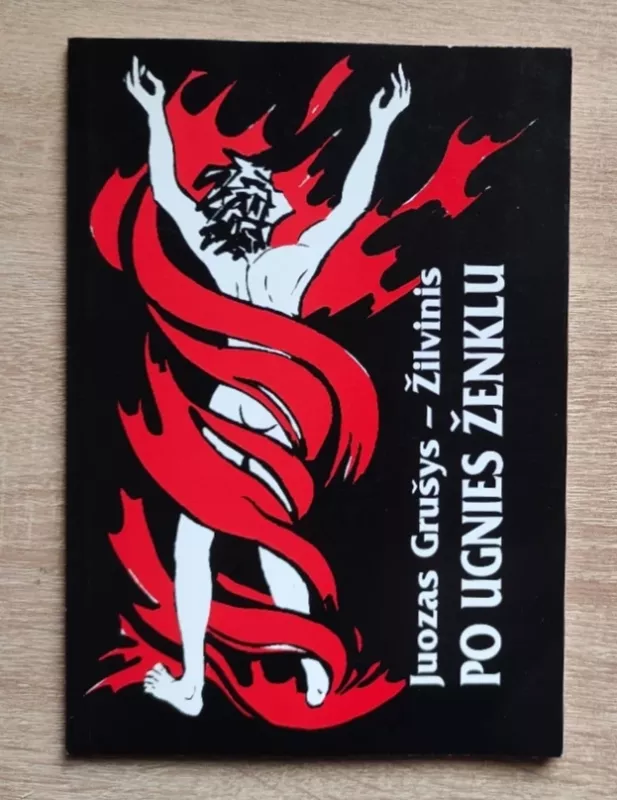 Juozas Grušys – Žilvinis
PO UGNIES ŽENKLU